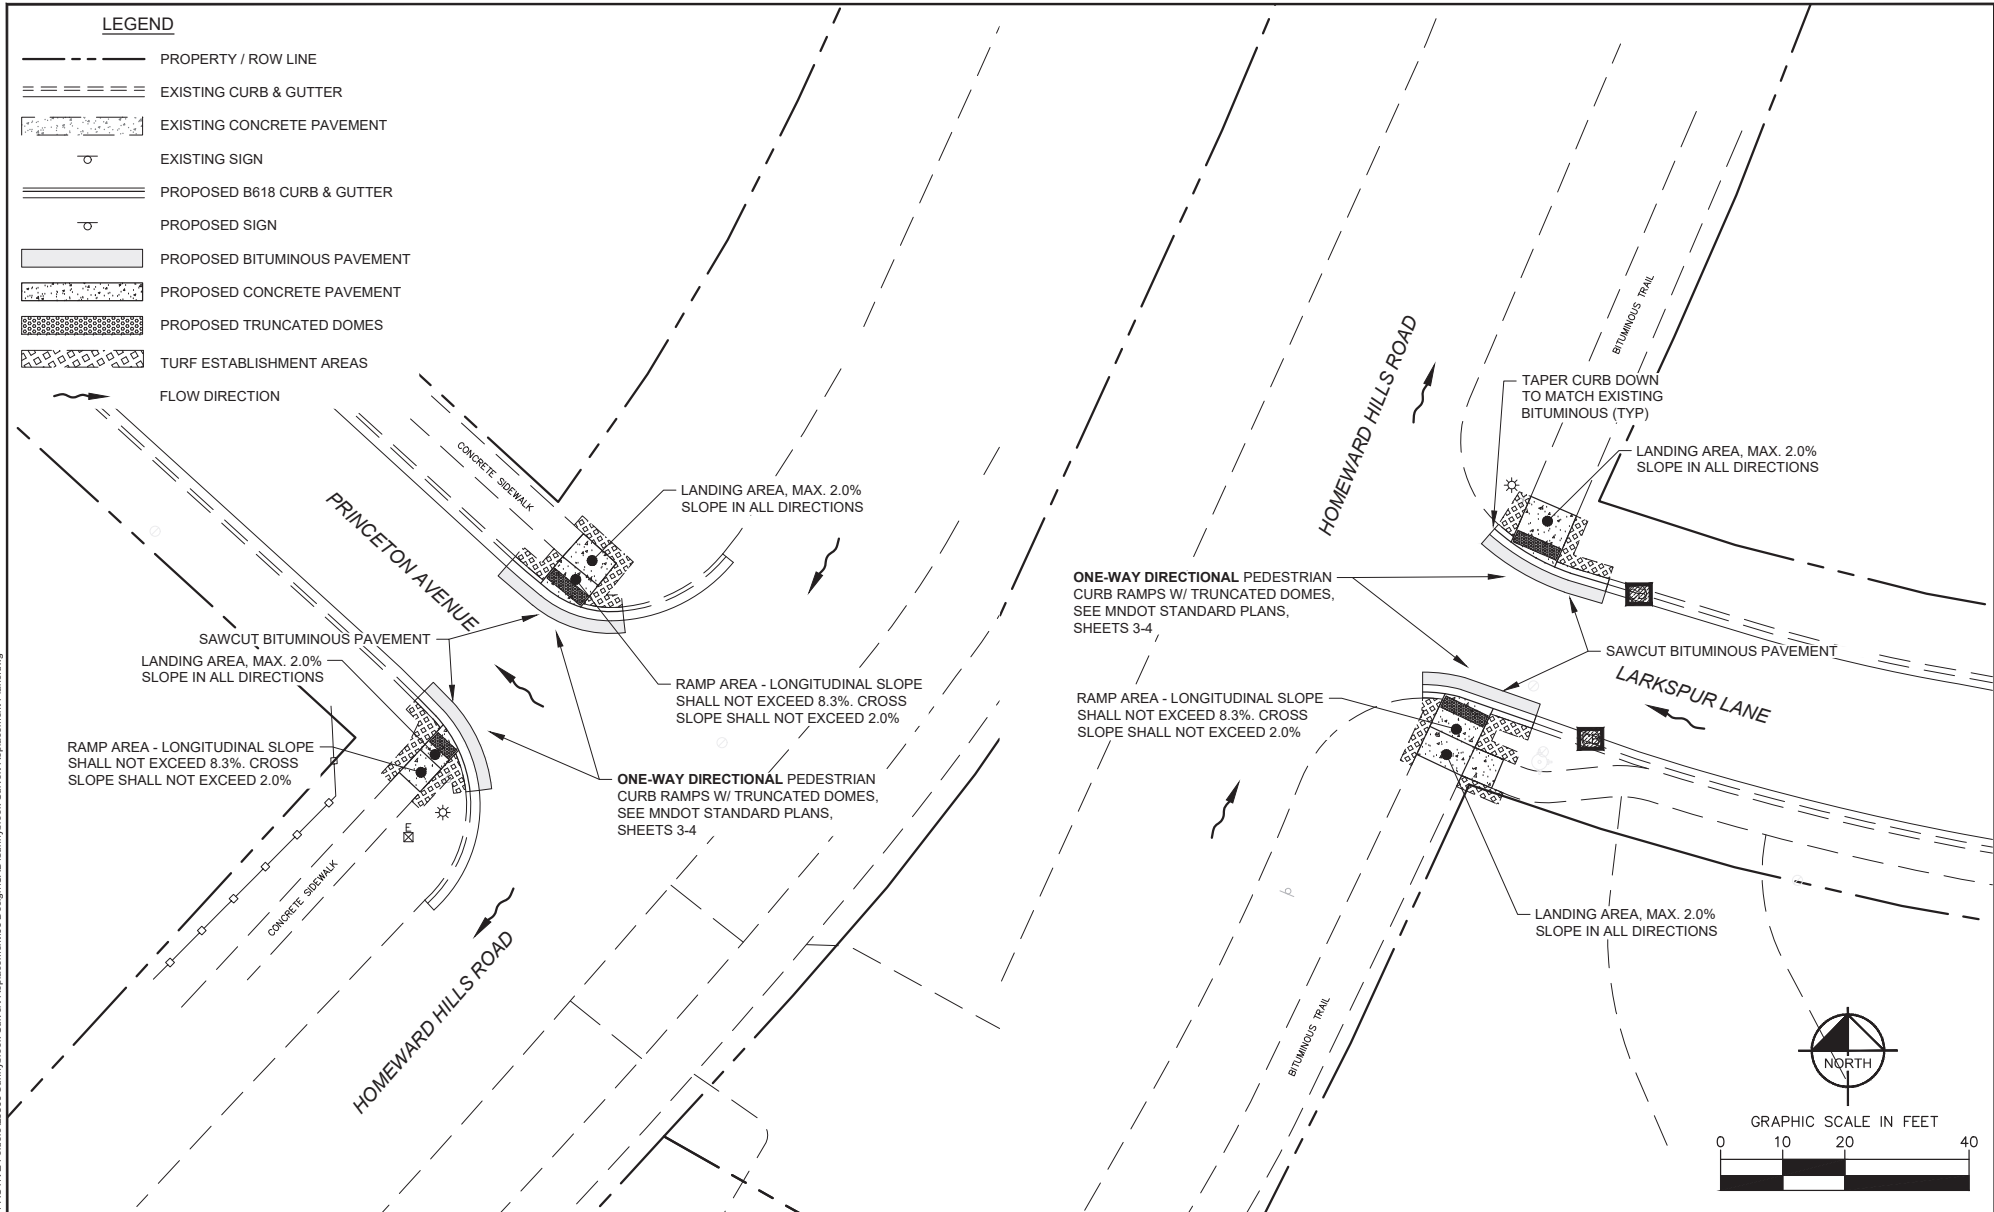 LEGEND
PROPERTY / ROW LINE
EXISTING CURB & GUTTER
EXISTING CONCRETE PAVEMENT
EXISTING SIGN
PROPOSED B618 CURB & GUTTER
PROPOSED SIGN
PROPOSED BITUMINOUS PAVEMENT
PROPOSED CONCRETE PAVEMENT
PROPOSED TRUNCATED DOMES
TURF ESTABLISHMENT AREAS
FLOW DIRECTION
CONCRETE SIDEWALK
PRINCETON AVENUE
LANDING AREA, MAX. 2.0%
SLOPE IN ALL DIRECTIONS
SAWCUT BITUMINOUS PAVEMENT
LANDING AREA, MAX. 2.0%
SLOPE IN ALL DIRECTIONS
RAMP AREA - LONGITUDINAL SLOPE
SHALL NOT EXCEED 8.3%. CROSS
SLOPE SHALL NOT EXCEED 2.0%
RAMP AREA - LONGITUDINAL SLOPE
SHALL NOT EXCEED 8.3%. CROSS
SLOPE SHALL NOT EXCEED 2.0%
ONE-WAY DIRECTIONAL PEDESTRIAN
CURB RAMPS W/ TRUNCATED DOMES,
SEE MNDOT STANDARD PLANS,
SHEETS 3-4
E
CONCRETE SIDEWALK
HOMEWARD HILLS ROAD
HOMEWARD HILLS ROAD
BITUMINOUS TRAIL
TAPER CURB DOWN
TO MATCH EXISTING
BITUMINOUS (TYP)
LANDING AREA, MAX. 2.0%
SLOPE IN ALL DIRECTIONS
ONE-WAY DIRECTIONAL PEDESTRIAN
CURB RAMPS W/ TRUNCATED DOMES,
SEE MNDOT STANDARD PLANS,
SHEETS 3-4
SAWCUT BITUMINOUS PAVEMENT
LARKSPUR LANE
RAMP AREA - LONGITUDINAL SLOPE
SHALL NOT EXCEED 8.3%. CROSS
SLOPE SHALL NOT EXCEED 2.0%
LANDING AREA, MAX. 2.0%
SLOPE IN ALL DIRECTIONS
BITUMINOUS TRAIL
NORTH
GRAPHIC SCALE IN FEET
0 10 20 40